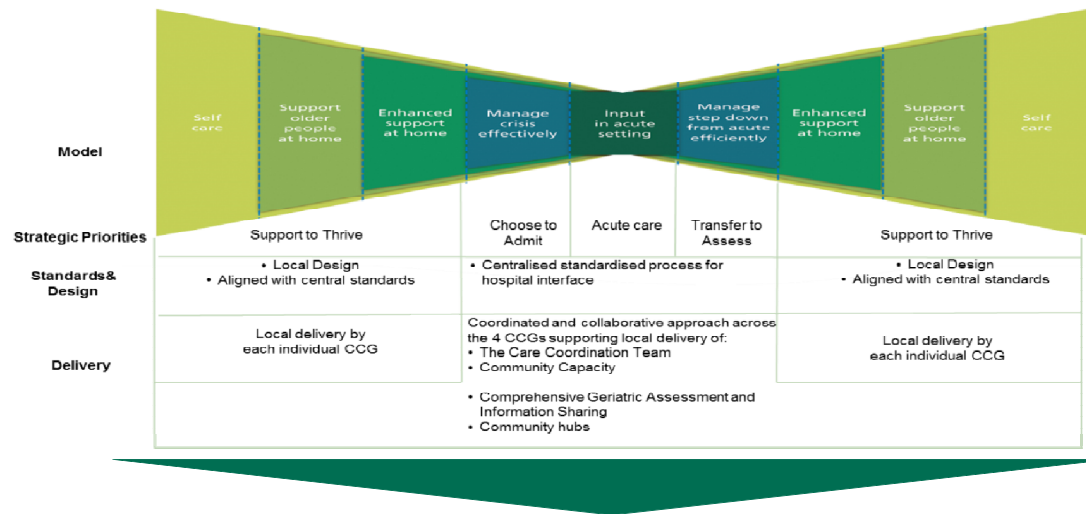 Model
Self
care
Support
older
people
at home
Enhanced
support
at home
Manage
crisis
effectively
Input
in acute
setting
Manage
step down
from acute
efficiently
Enhanced
support
at home
Support
older people
at home
Self
care
Strategic Priorities
Support to Thrive
Choose to
Admit
Acute care
Transfer to
Assess
Support to Thrive
Standards&
Design
• Local Design
• Aligned with central standards
• Centralised standardised process for
hospital interface
• Local Design
• Aligned with central standards
Delivery
Local delivery by
each individual CCG
Coordinated and collaborative approach across
the 4 CCGs supporting local delivery of:
• The Care Coordination Team
• Community Capacity
Local delivery by
each individual CCG
• Comprehensive Geriatric Assessment and
Information Sharing
• Community hubs